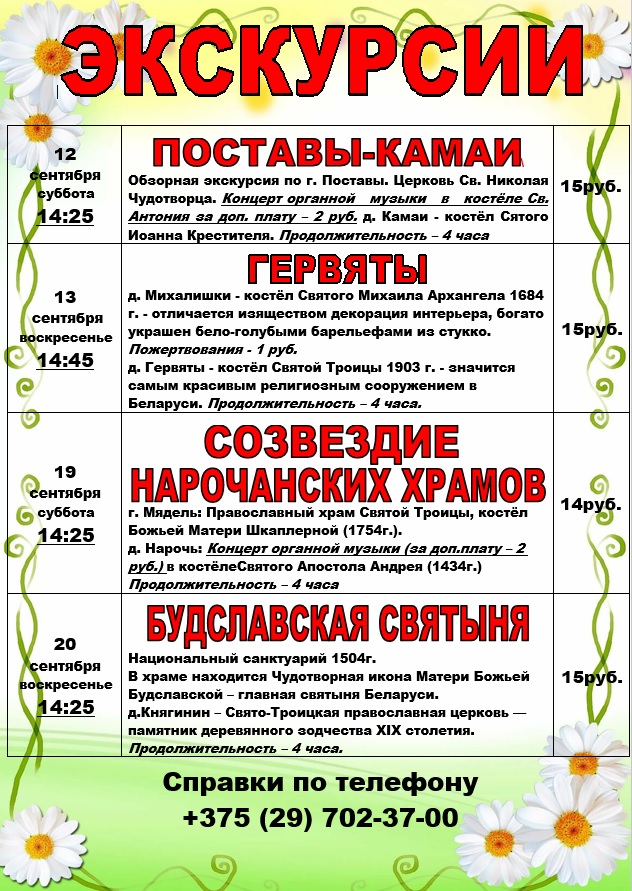 ЭКСКУРСИИ
12
сентября
суббота
14:25
ПОСТАВЫ-КАМАИ
Обзорная экскурсия по г. Поставы. Церковь Св. Николая
Чудотворца. Концерт органной музыки в костёле Св.
Антония за доп. плату – 2 руб. д. Камаи - костёл Сятого
Иоанна Крестителя. Продолжительность – 4 часа
15руб.
13
сентября
воскресенье
14:45
ГЕРВЯТЫ
д. Михалишки - костёл Святого Михаила Архангела 1684
г. - отличается изяществом декорация интерьера, богато
украшен бело-голубыми барельефами из стукко.
Пожертвования - 1 руб.
д. Гервяты - костёл Святой Троицы 1903 г. - значится
самым красивым религиозным сооружением в
Беларуси. Продолжительность – 4 часа.
15руб.
19
сентября
суббота
14:25
СОЗВЕЗДИЕ
НАРОЧАНСКИХ ХРАМОВ
г. Мядель: Православный храм Святой Троицы, костёл
Божьей Матери Шкаплерной (1754г.).
д. Нарочь: Концерт органной музыки (за доп.плату – 2
руб.) в костёлеСвятого Апостола Андрея (1434г.)
Продолжительность – 4 часа
14руб.
20
сентября
воскресенье
14:25
БУДСЛАВСКАЯ СВЯТЫНЯ
Национальный санктуарий 1504г.
В храме находится Чудотворная икона Матери Божьей
Будславской – главная святыня Беларуси.
д.Княгинин – Свято-Троицкая православная церковь —
памятник деревянного зодчества XIX столетия.
Продолжительность – 4 часа.
15руб.
Справки по телефону
+375 (29) 702-37-00